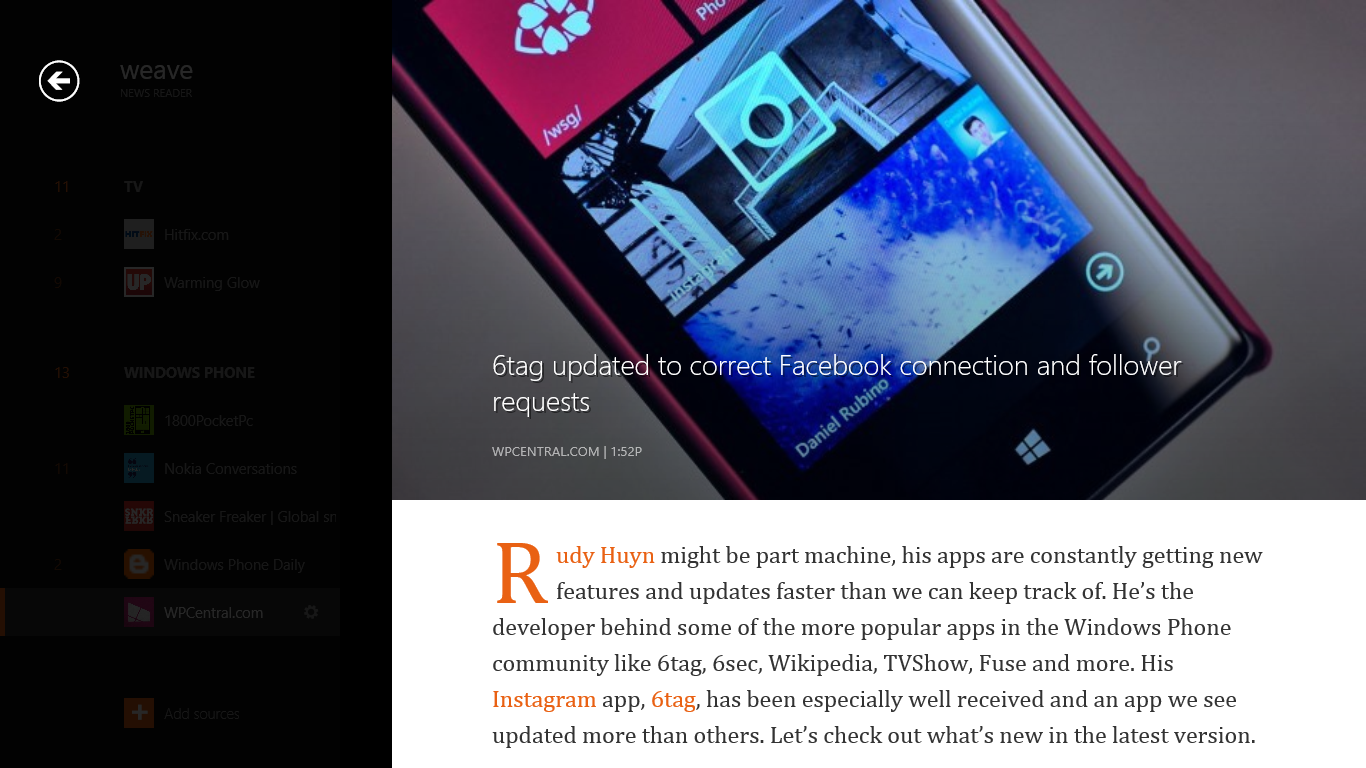 weave
NEWS READER
11 TV
2 HitFix Hitfix.com
9 UP Warming Glow
13 WINDOWS PHONE
1800PocketPc
11 Nokia Conversations
SNKR FRKR Sneaker Freaker | Global sn
2 Windows Phone Daily
WPCentral.com
Add sources
Pho
/wsg/
Instagram
Daniel Rubino
6tag updated to correct Facebook connection and follower
requests
WPCENTRAL.COM | 1:52P
Rudy Huyn might be part machine, his apps are constantly getting new
features and updates faster than we can keep track of. He’s the
developer behind some of the more popular apps in the Windows Phone
community like 6tag, 6sec, Wikipedia, TVShow, Fuse and more. His
Instagram app, 6tag, has been especially well received and an app we see
updated more than others. Let’s check out what’s new in the latest version.